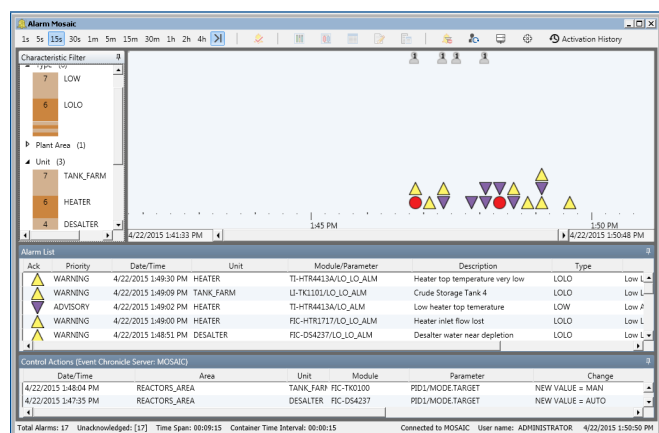 Alarm Mosaic
1s 5s 15s 30s 1m 5m 15m 30m 1h 2h 4h Activation History
Characteristic Filter
Type
7 LOW
6 LOLO
Plant Area (1)
Unit (3)
7 TANK_FARM
6 HEATER
4 DESALTER
1:45 PM 1:50 PM
4/22/2015 1:41:33 PM 4/22/2015 1:50:48 PM
Alarm List
Ack Priority Date/Time Unit Module/Parameter Description Type
WARNING 4/22/2015 1:49:30 PM HEATER TI-HTR4413A/LO_LO_ALM Heater top temperature very low LOLO Low L
WARNING 4/22/2015 1:49:09 PM TANK_FARM LI-TK1101/LO_LO_ALM Crude Storage Tank 4 LOLO Low L
ADVISORY 4/22/2015 1:49:02 PM HEATER TI-HTR4413A/LO_ALM Low heater top temerature LOW Low A
WARNING 4/22/2015 1:49:00 PM HEATER FIC-HTR1717/LO_LO_ALM Heater inlet flow lost LOLO Low L
WARNING 4/22/2015 1:48:51 PM DESALTER FIC-DS4237/LO_LO_ALM Desalter water near depletion LOLO Low L
Control Actions (Event Chronicle Server: MOSAIC)
Date/Time Area Unit Module Parameter Change
4/22/2015 1:48:04 PM REACTORS_AREA TANK_FARM FIC-TK0100 PID1/MODE.TARGET NEW VALUE = MAN
4/22/2015 1:47:35 PM REACTORS_AREA DESALTER FIC-DS4237 PID1/MODE.TARGET NEW VALUE = AUTO
Total Alarms: 17 Unacknowledged: [17] Time Span: 00:09:15 Container Time Interval: 00:00:15 Connected to MOSAIC User name: ADMINISTRATOR 4/22/2015 1:50:50 PM